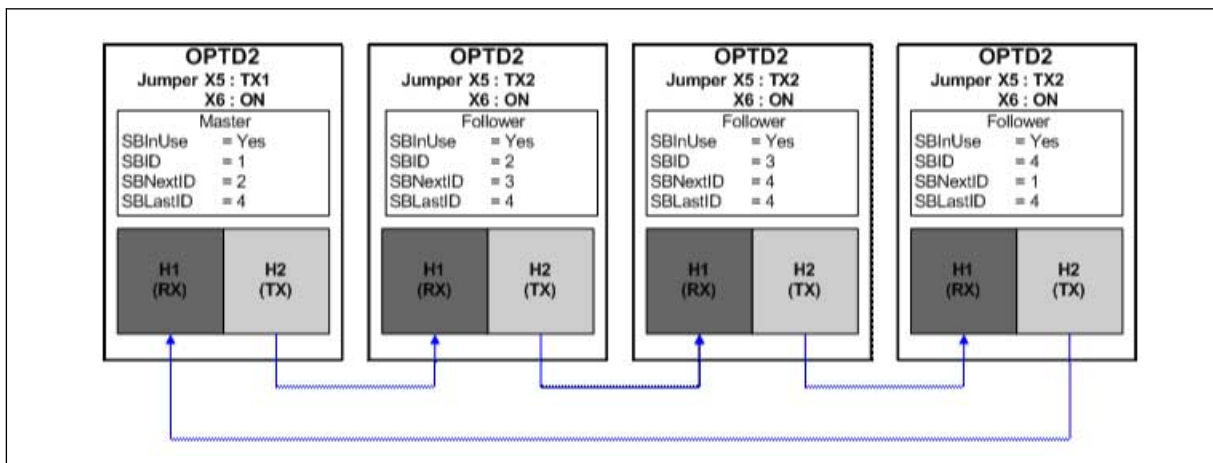 OPTD2
Jumper X5 : TX1
X6 : ON
Master
SBInUse = Yes
SBID = 1
SBNextID = 2
SBLastID = 4
H1
(RX)
H2
(TX)
OPTD2
Jumper X5 : TX2
X6 : ON
Follower
SBInUse = Yes
SBID = 2
SBNextID = 3
SBLastID = 4
H1
(RX)
H2
(TX)
OPTD2
Jumper X5 : TX2
X6 : ON
Follower
SBInUse = Yes
SBID = 3
SBNextID = 4
SBLastID = 4
H1
(RX)
H2
(TX)
OPTD2
Jumper X5 : TX2
X6 : ON
Follower
SBInUse = Yes
SBID = 4
SBNextID = 1
SBLastID = 4
H1
(RX)
H2
(TX)